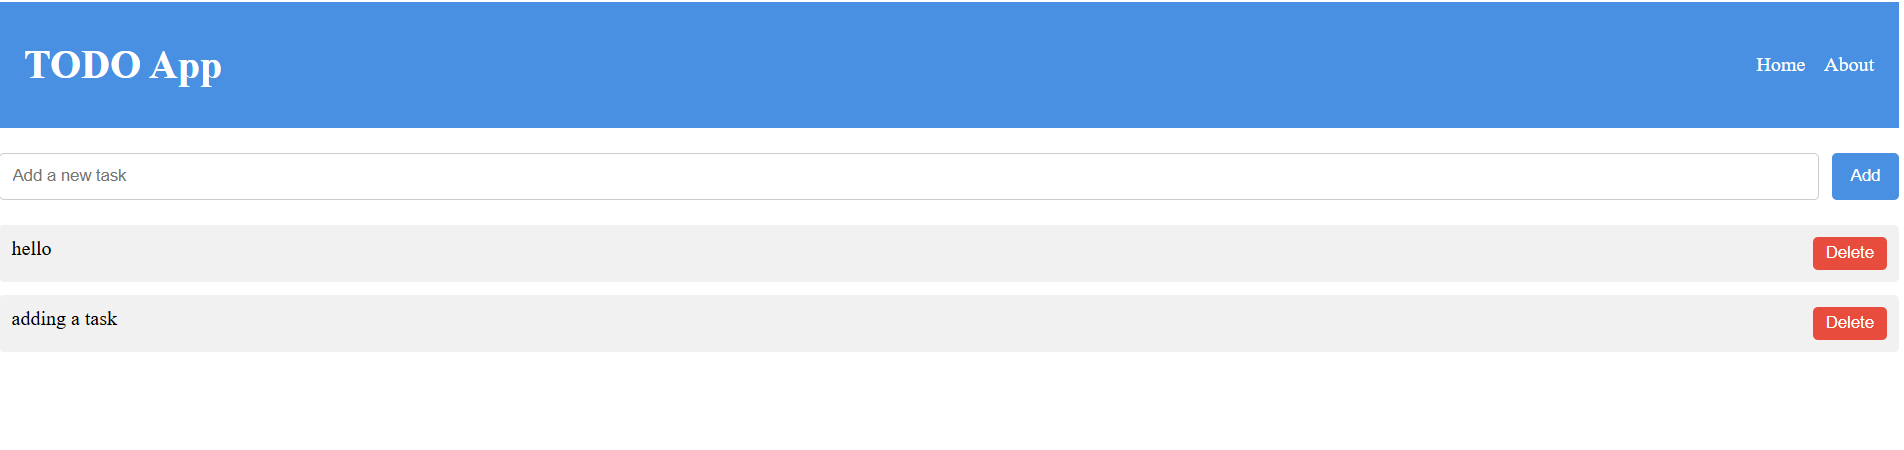 TODO App
Home About
Add a new task
Add
hello
Delete
adding a task
Delete